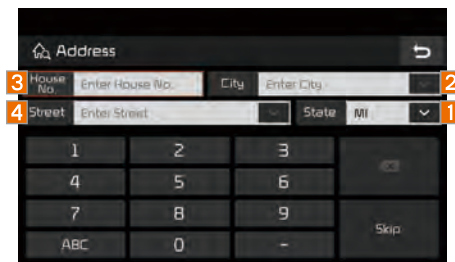 Address
3 House No. Enter House No. City Enter City 2
4 Street Enter Street State MI 1
1 2 3
4 5 6
7 8 9 Skip
ABC 0 -